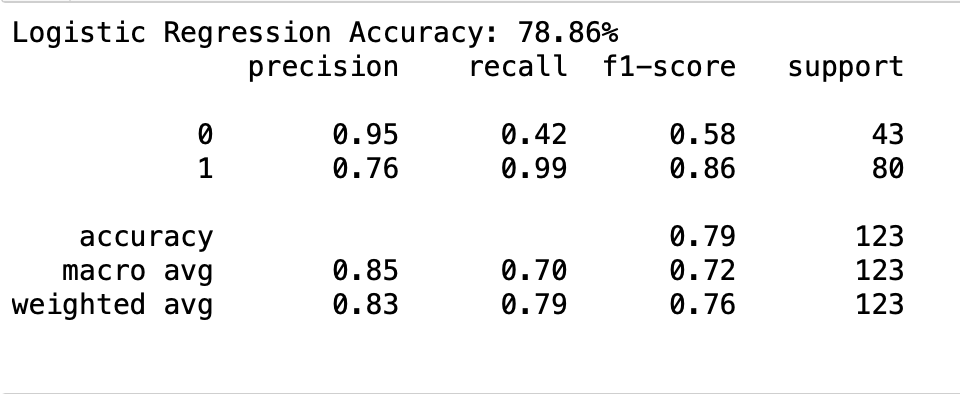 Logistic Regression Accuracy: 78.86%
precision recall f1-score support
0 0.95 0.42 0.58 43
1 0.76 0.99 0.86 80
accuracy 0.79 123
macro avg 0.85 0.70 0.72 123
weighted avg 0.83 0.79 0.76 123